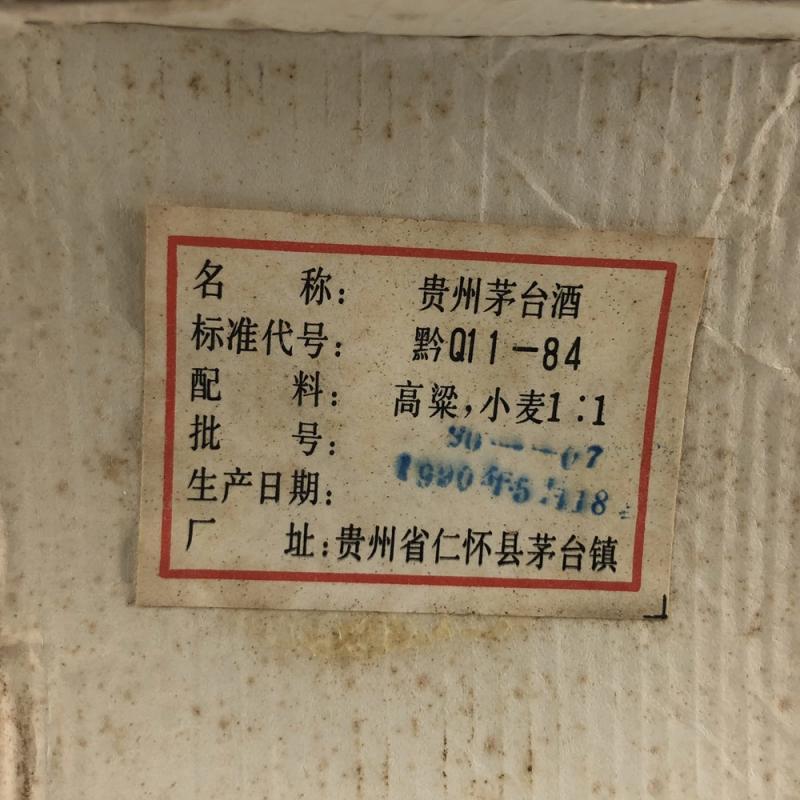 名 称：贵州茅台酒
标准代号：黔Q11-84
配 料：高粱，小麦1：1
批 号：90—07
生产日期：1990年5月18
厂 址：贵州省仁怀县茅台镇